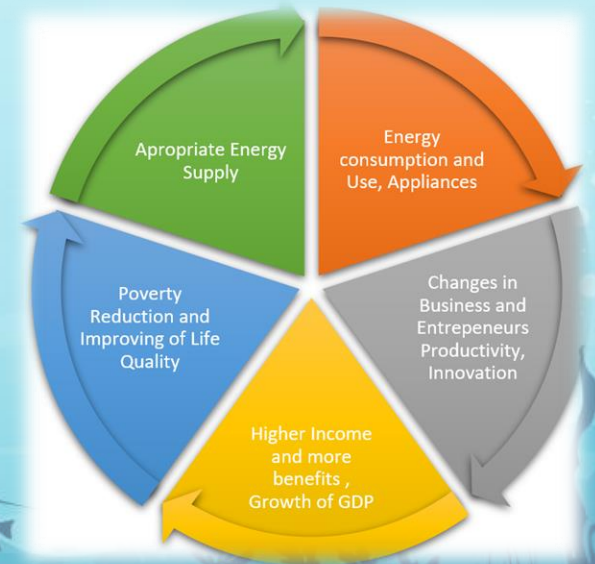 Apropriate Energy
Supply
Energy
consumption and
Use, Appliances
Changes in
Business and
Entrepeneurs
Productivity,
Innovation
Higher Income
and more
benefits ,
Growth of GDP
Poverty
Reduction and
Improving of Life
Quality